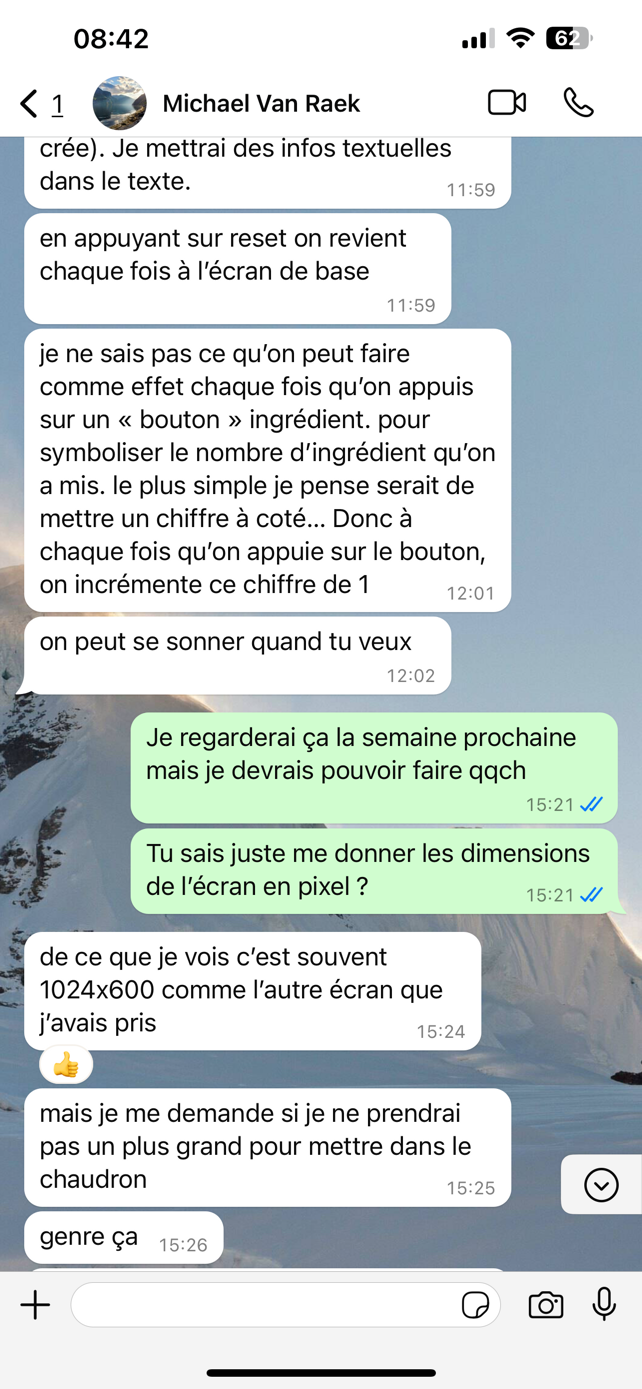 08:42
62
1
Michael Van Raek
crée). Je mettrai des infos textuelles
dans le texte.
11:59
en appuyant sur reset on revient
chaque fois à l’écran de base
11:59
je ne sais pas ce qu’on peut faire
comme effet chaque fois qu’on appuis
sur un « bouton » ingrédient. pour
symboliser le nombre d’ingrédient qu’on
a mis. le plus simple je pense serait de
mettre un chiffre à coté... Donc à
chaque fois qu’on appuie sur le bouton,
on incrémente ce chiffre de 1
12:01
on peut se sonner quand tu veux
12:02
Je regarderai ça la semaine prochaine
mais je devrais pouvoir faire qqch
15:21
Tu sais juste me donner les dimensions
de l’écran en pixel ?
15:21
de ce que je vois c’est souvent
1024x600 comme l’autre écran que
j’avais pris
15:24
mais je me demande si je ne prendrai
pas un plus grand pour mettre dans le
chaudron
15:25
genre ça
15:26